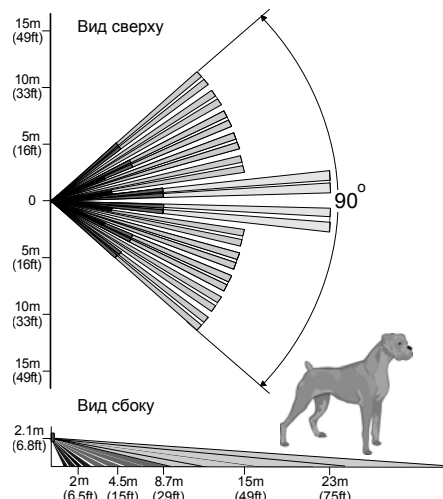 15m
(49ft)
Вид сверху
10m
(33ft)
5m
(16ft)
0
90°
5m
(16ft)
10m
(33ft)
15m
(49ft)
Вид сбоку
2.1m
(6.8ft)
2m
(6.5ft)
4.5m
(15ft)
8.7m
(29ft)
15m
(49ft)
23m
(75ft)